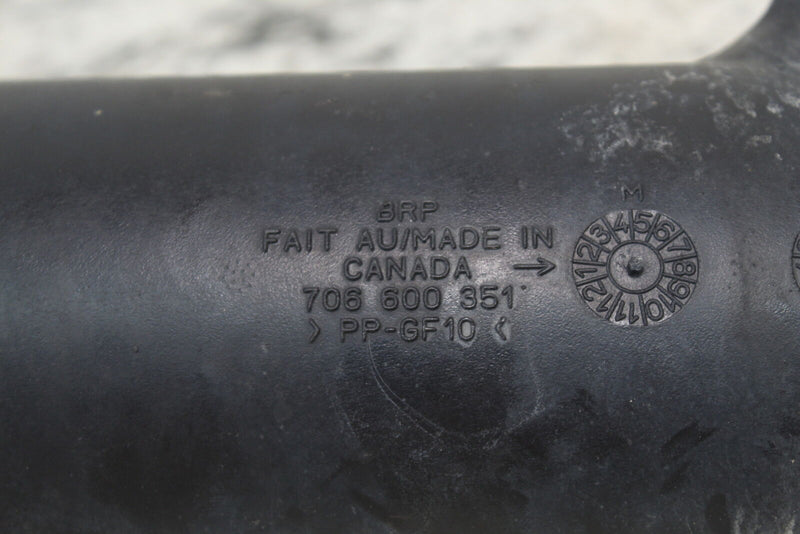 BRP
FAIT AU/MADE IN
CANADA →
706 600 351
> PP-GF10 <
M
1 2 3 4 5 6 7 8 9 10 11 12